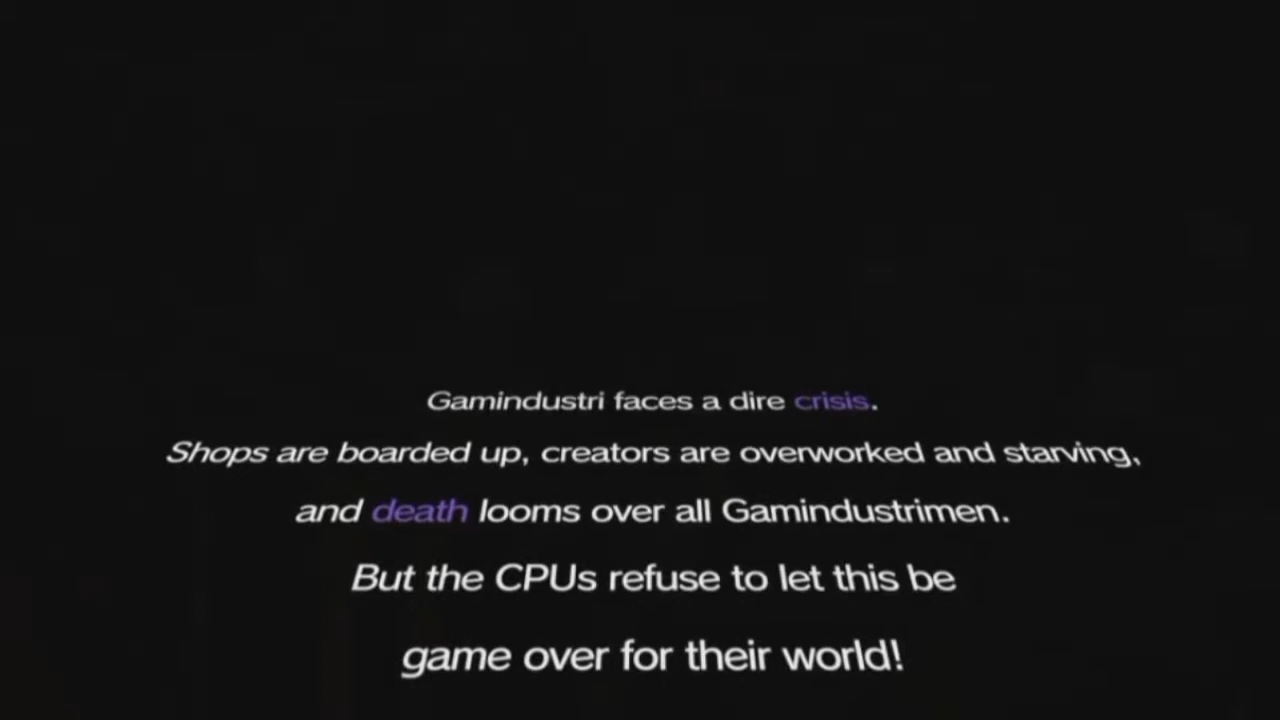 Gamindustri faces a dire crisis.
Shops are boarded up, creators are overworked and starving,
and death looms over all Gamindustrimen.
But the CPUs refuse to let this be
game over for their world!